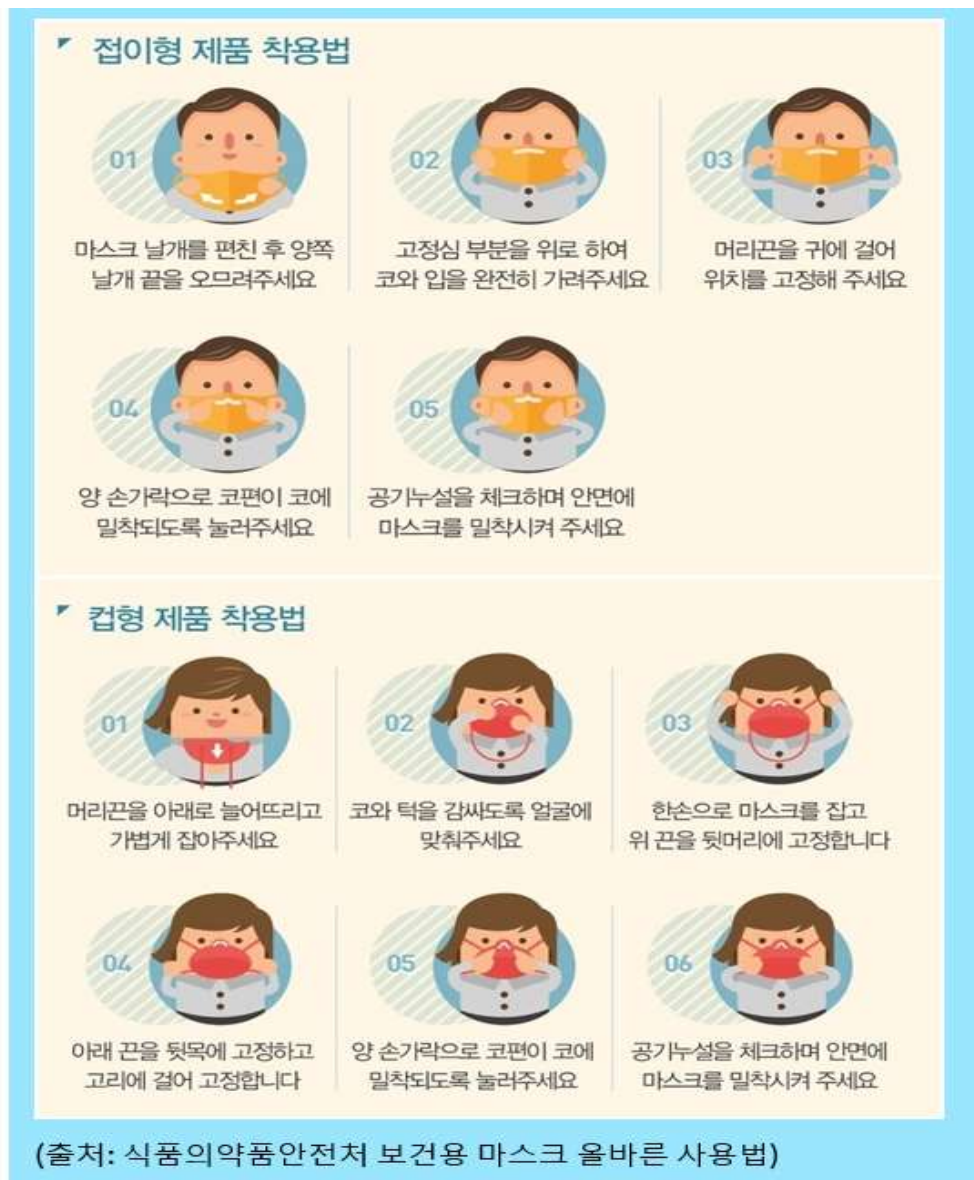 접이형 제품 착용법
01
마스크 날개를 편친 후 양쪽
날개 끝을 오므려주세요
02
고정심 부분을 위로 하여
코와 입을 완전히 가려주세요
03
머리끈을 귀에 걸어
위치를 고정해 주세요
04
양 손가락으로 코편이 코에
밀착되도록 눌러주세요
05
공기누설을 체크하며 안면에
마스크를 밀착시켜 주세요
컵형 제품 착용법
01
머리끈을 아래로 늘어뜨리고
가볍게 잡아주세요
02
코와 턱을 감싸도록 얼굴에
맞춰주세요
03
한손으로 마스크를 잡고
위 끈을 뒷머리에 고정합니다
04
아래 끈을 뒷목에 고정하고
고리에 걸어 고정합니다
05
양 손가락으로 코편이 코에
밀착되도록 눌러주세요
06
공기누설을 체크하며 안면에
마스크를 밀착시켜 주세요
(출처: 식품의약품안전처 보건용 마스크 올바른 사용법)